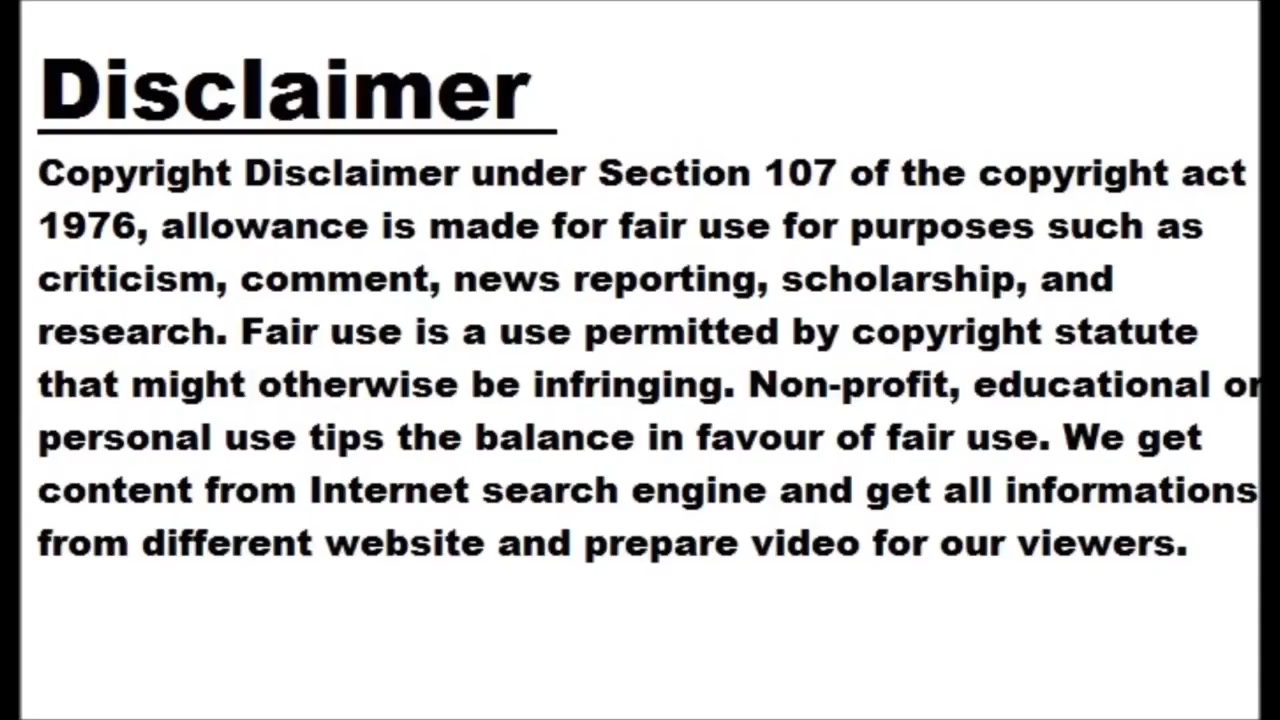 Disclaimer
Copyright Disclaimer under Section 107 of the copyright act
1976, allowance is made for fair use for purposes such as
criticism, comment, news reporting, scholarship, and
research. Fair use is a use permitted by copyright statute
that might otherwise be infringing. Non-profit, educational or
personal use tips the balance in favour of fair use. We get
content from Internet search engine and get all informations
from different website and prepare video for our viewers.